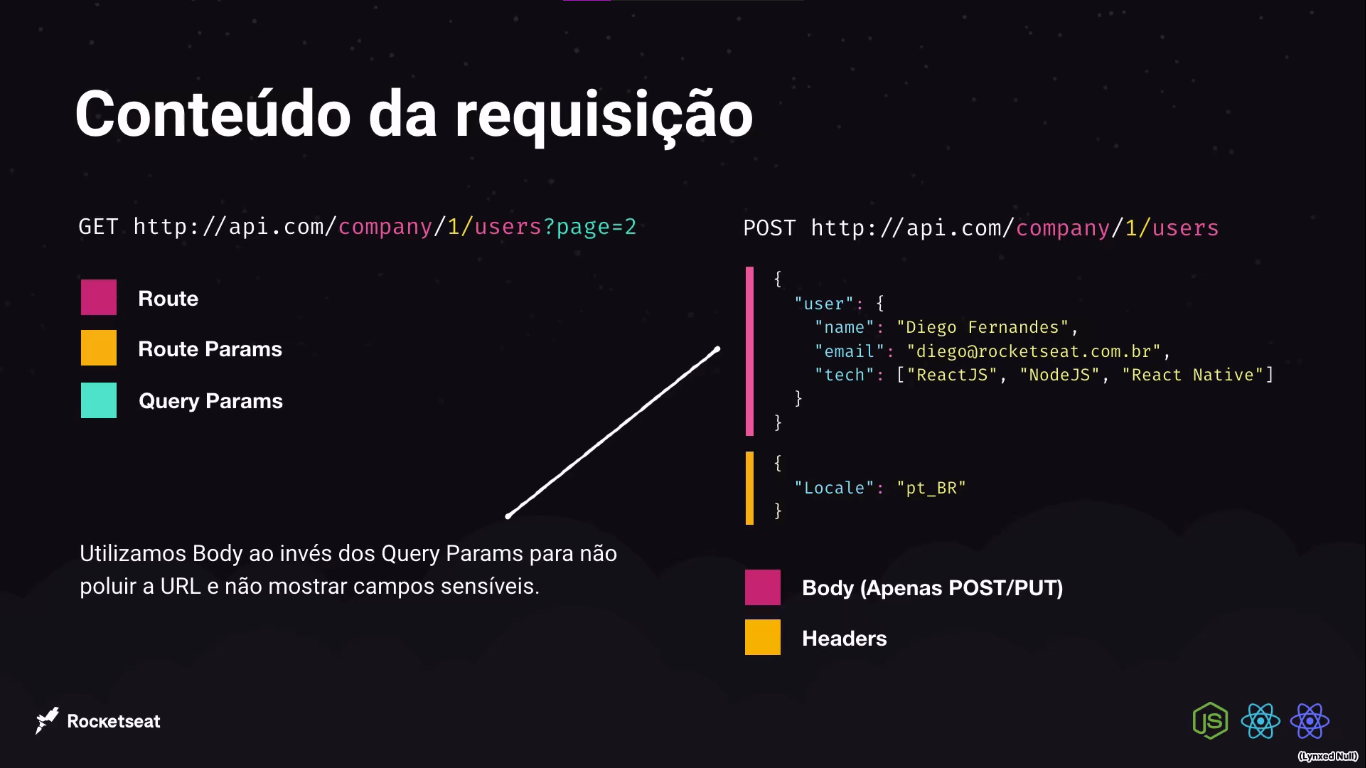 Conteúdo da requisição
GET http://api.com/company/1/users?page=2
Route
Route Params
Query Params
Utilizamos Body ao invés dos Query Params para não
poluir a URL e não mostrar campos sensíveis.
POST http://api.com/company/1/users
{
"user": {
"name": "Diego Fernandes",
"email": "diego@rocketseat.com.br",
"tech": ["ReactJS", "NodeJS", "React Native"]
}
}
{
"Locale": "pt_BR"
}
Body (Apenas POST/PUT)
Headers
Rocketseat
JS
(Lynxed Null)